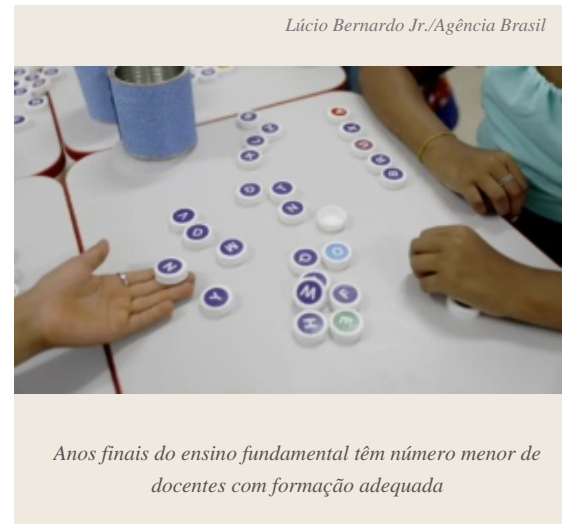 Lúcio Bernardo Jr./Agência Brasil
Anos finais do ensino fundamental têm número menor de
docentes com formação adequada